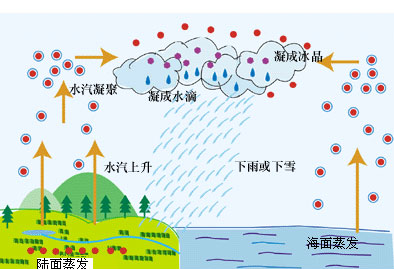 凝成冰晶
水汽凝聚
凝成水滴
水汽上升
下雨或下雪
海面蒸发
陆面蒸发